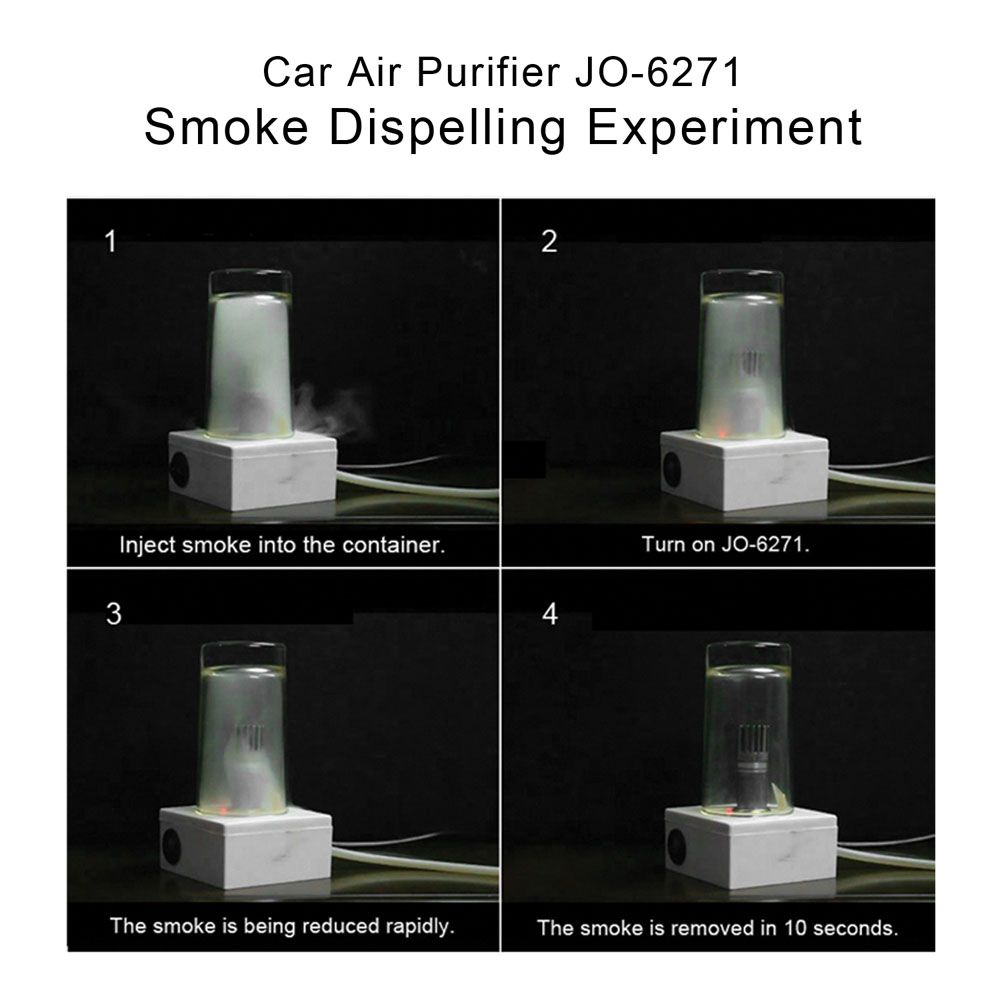 Car Air Purifier JO-6271
Smoke Dispelling Experiment
1
2
Inject smoke into the container.
Turn on JO-6271.
3
4
The smoke is being reduced rapidly.
The smoke is removed in 10 seconds.